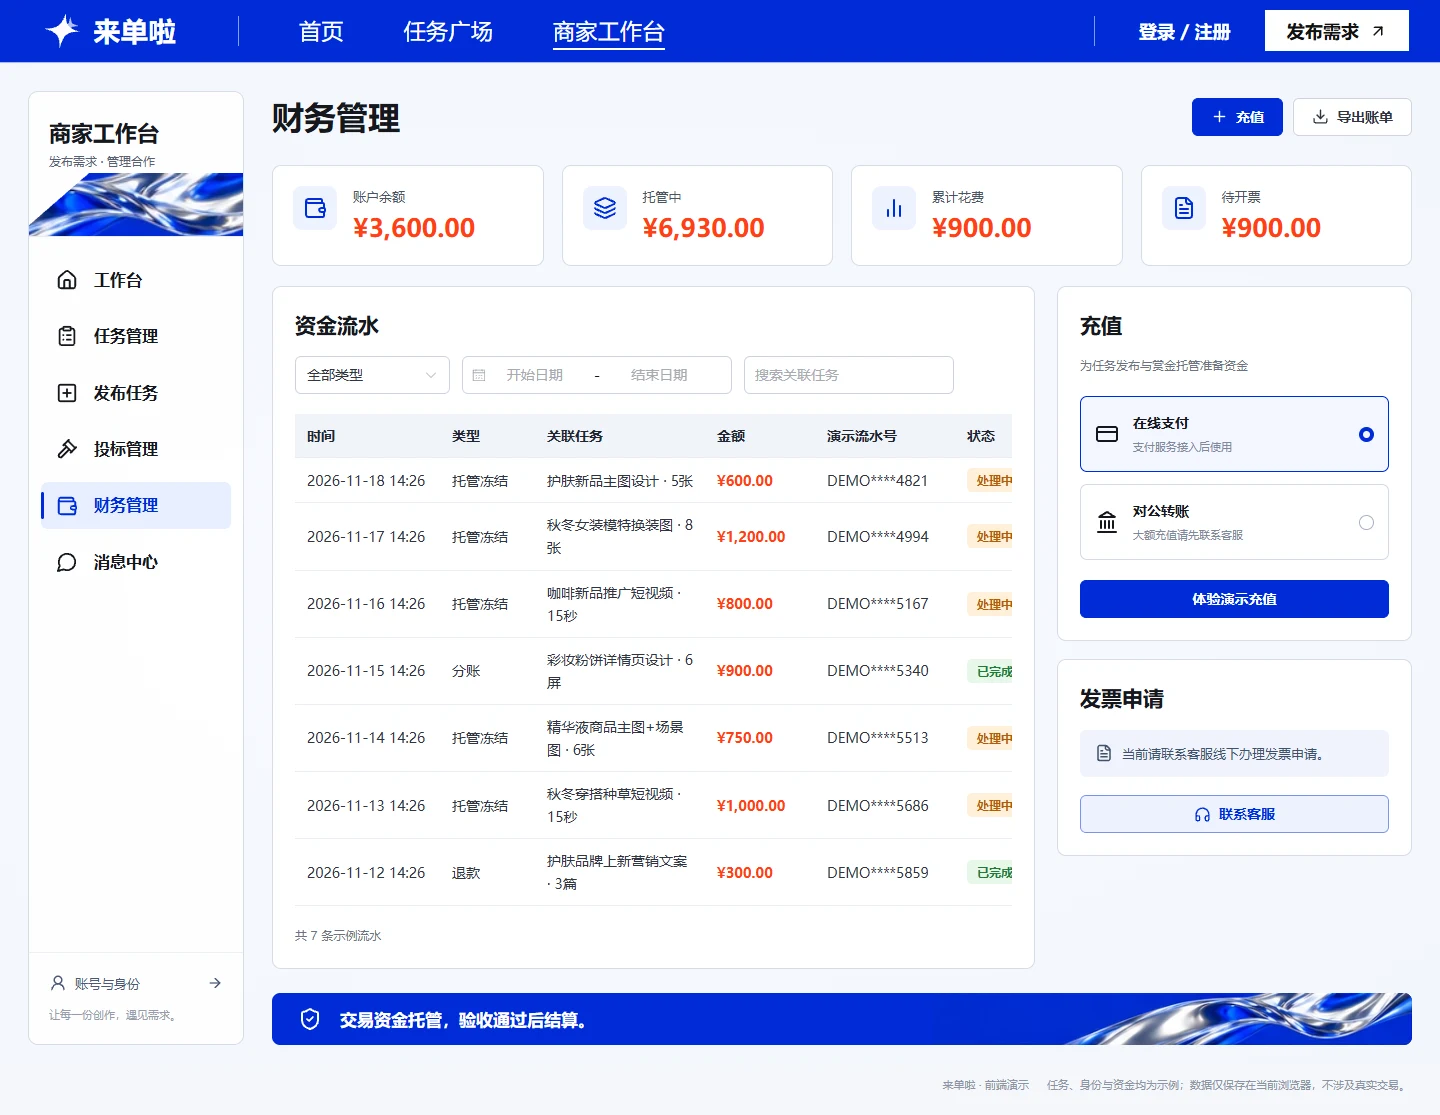 来单啦
首页
任务广场
商家工作台
登录 / 注册
发布需求
商家工作台
发布需求 · 管理合作
工作台
任务管理
发布任务
投标管理
财务管理
消息中心
账号与身份
让每一份创作，遇见需求。
财务管理
充值
导出账单
账户余额
¥3,600.00
托管中
¥6,930.00
累计花费
¥900.00
待开票
¥900.00
资金流水
全部类型
开始日期 - 结束日期
搜索关联任务
时间 类型 关联任务 金额 演示流水号 状态
2026-11-18 14:26 托管冻结 护肤新品主图设计 · 5张 ¥600.00 DEMO****4821 处理中
2026-11-17 14:26 托管冻结 秋冬女装模特换装图 · 8
张 ¥1,200.00 DEMO****4994 处理中
2026-11-16 14:26 托管冻结 咖啡新品推广短视频 ·
15秒 ¥800.00 DEMO****5167 处理中
2026-11-15 14:26 分账 彩妆粉饼详情页设计 · 6
屏 ¥900.00 DEMO****5340 已完成
2026-11-14 14:26 托管冻结 精华液商品主图+场景
图 · 6张 ¥750.00 DEMO****5513 处理中
2026-11-13 14:26 托管冻结 秋冬穿搭种草短视频 ·
15秒 ¥1,000.00 DEMO****5686 处理中
2026-11-12 14:26 退款 护肤品牌上新营销文案
· 3篇 ¥300.00 DEMO****5859 已完成
共 7 条示例流水
充值
为任务发布与赏金托管准备资金
在线支付
支付服务接入后使用
对公转账
大额充值请先联系客服
体验演示充值
发票申请
当前请联系客服线下办理发票申请。
联系客服
交易资金托管，验收通过后结算。
来单啦 · 前端演示 任务、身份与资金均为示例；数据仅保存在当前浏览器，不涉及真实交易。